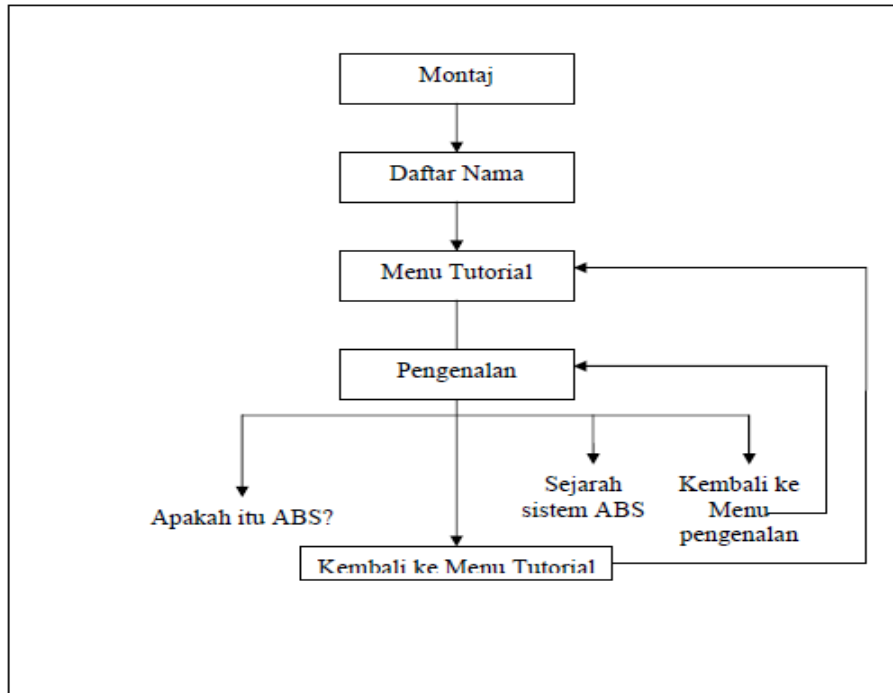 Montaj
Daftar Nama
Menu Tutorial
Pengenalan
Apakah itu ABS?
Sejarah
sistem ABS
Kembali ke
Menu
pengenalan
Kembali ke Menu Tutorial